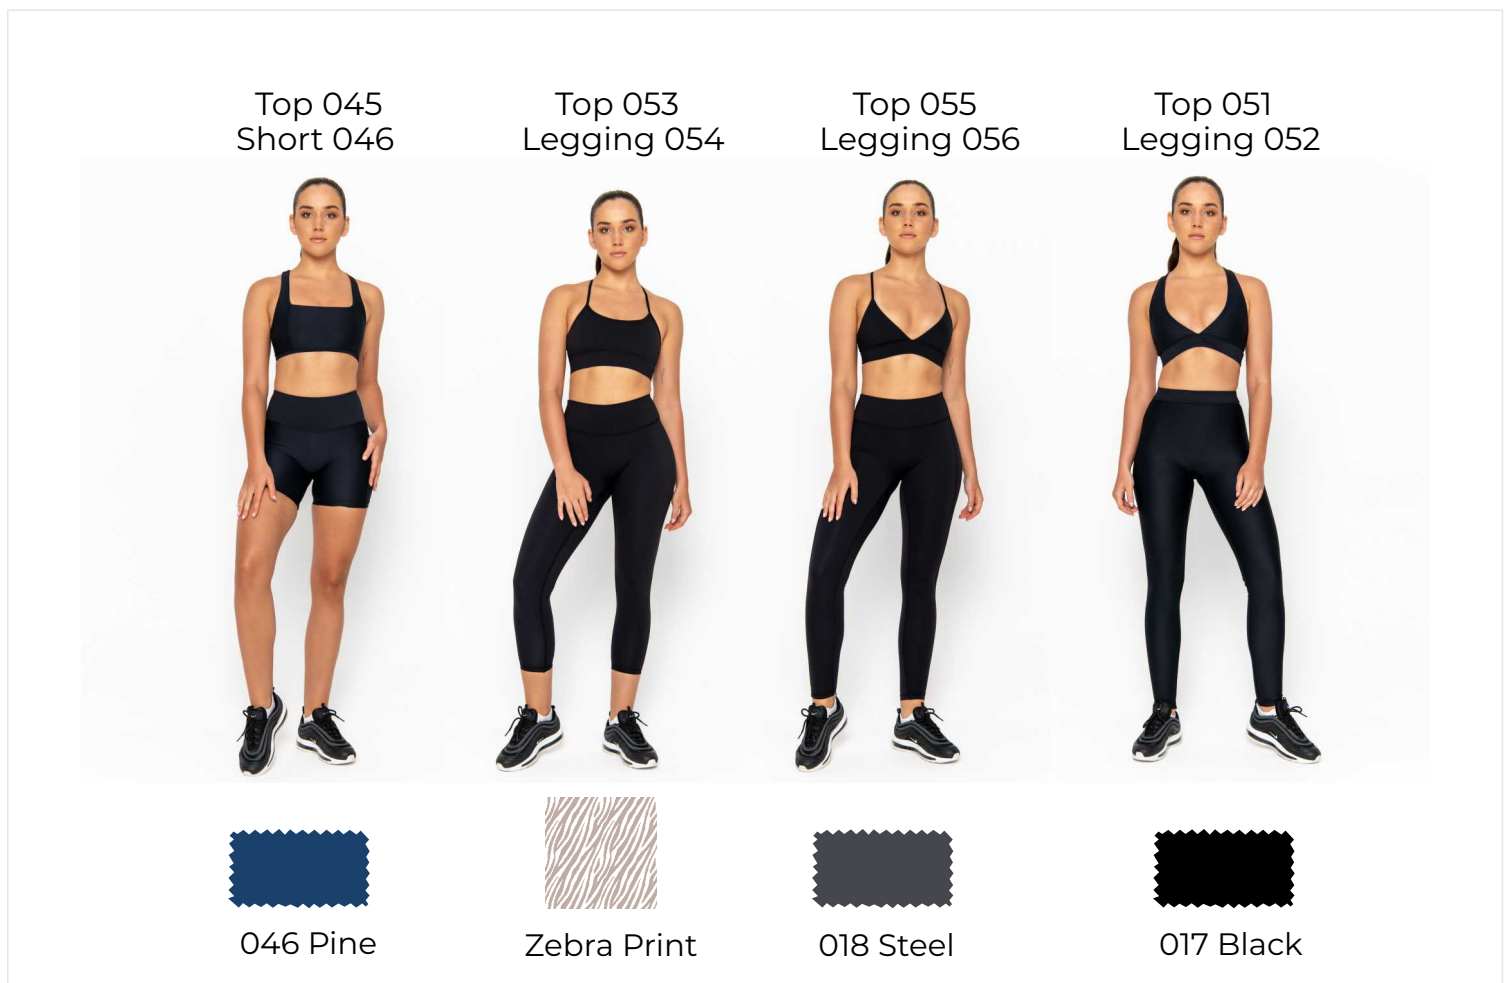 Top 045
Short 046
Top 053
Legging 054
Top 055
Legging 056
Top 051
Legging 052
046 Pine
Zebra Print
018 Steel
017 Black